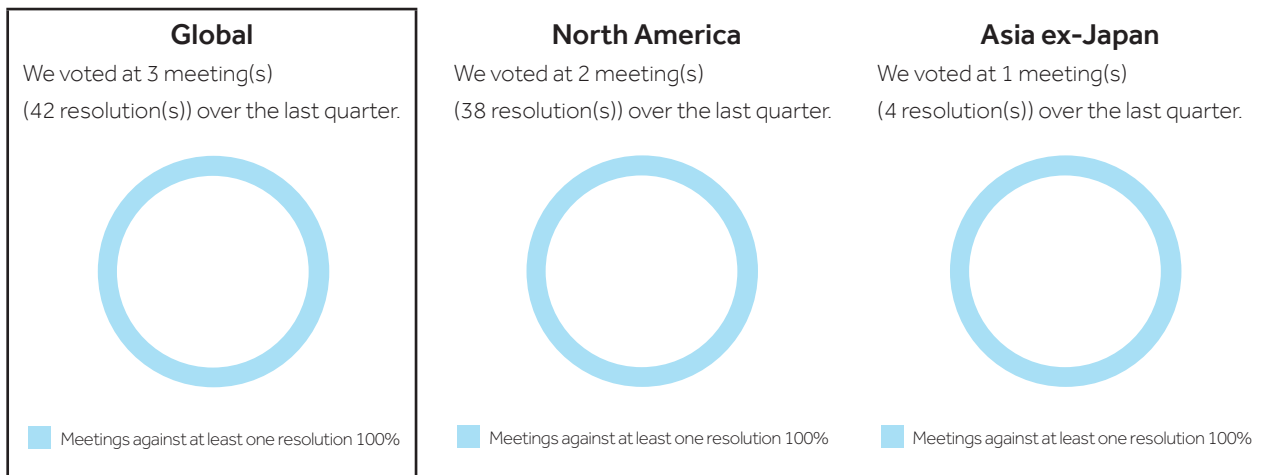 Global
We voted at 3 meeting(s)
(42 resolution(s)) over the last quarter.
Meetings against at least one resolution 100%
North America
We voted at 2 meeting(s)
(38 resolution(s)) over the last quarter.
Meetings against at least one resolution 100%
Asia ex-Japan
We voted at 1 meeting(s)
(4 resolution(s)) over the last quarter.
Meetings against at least one resolution 100%